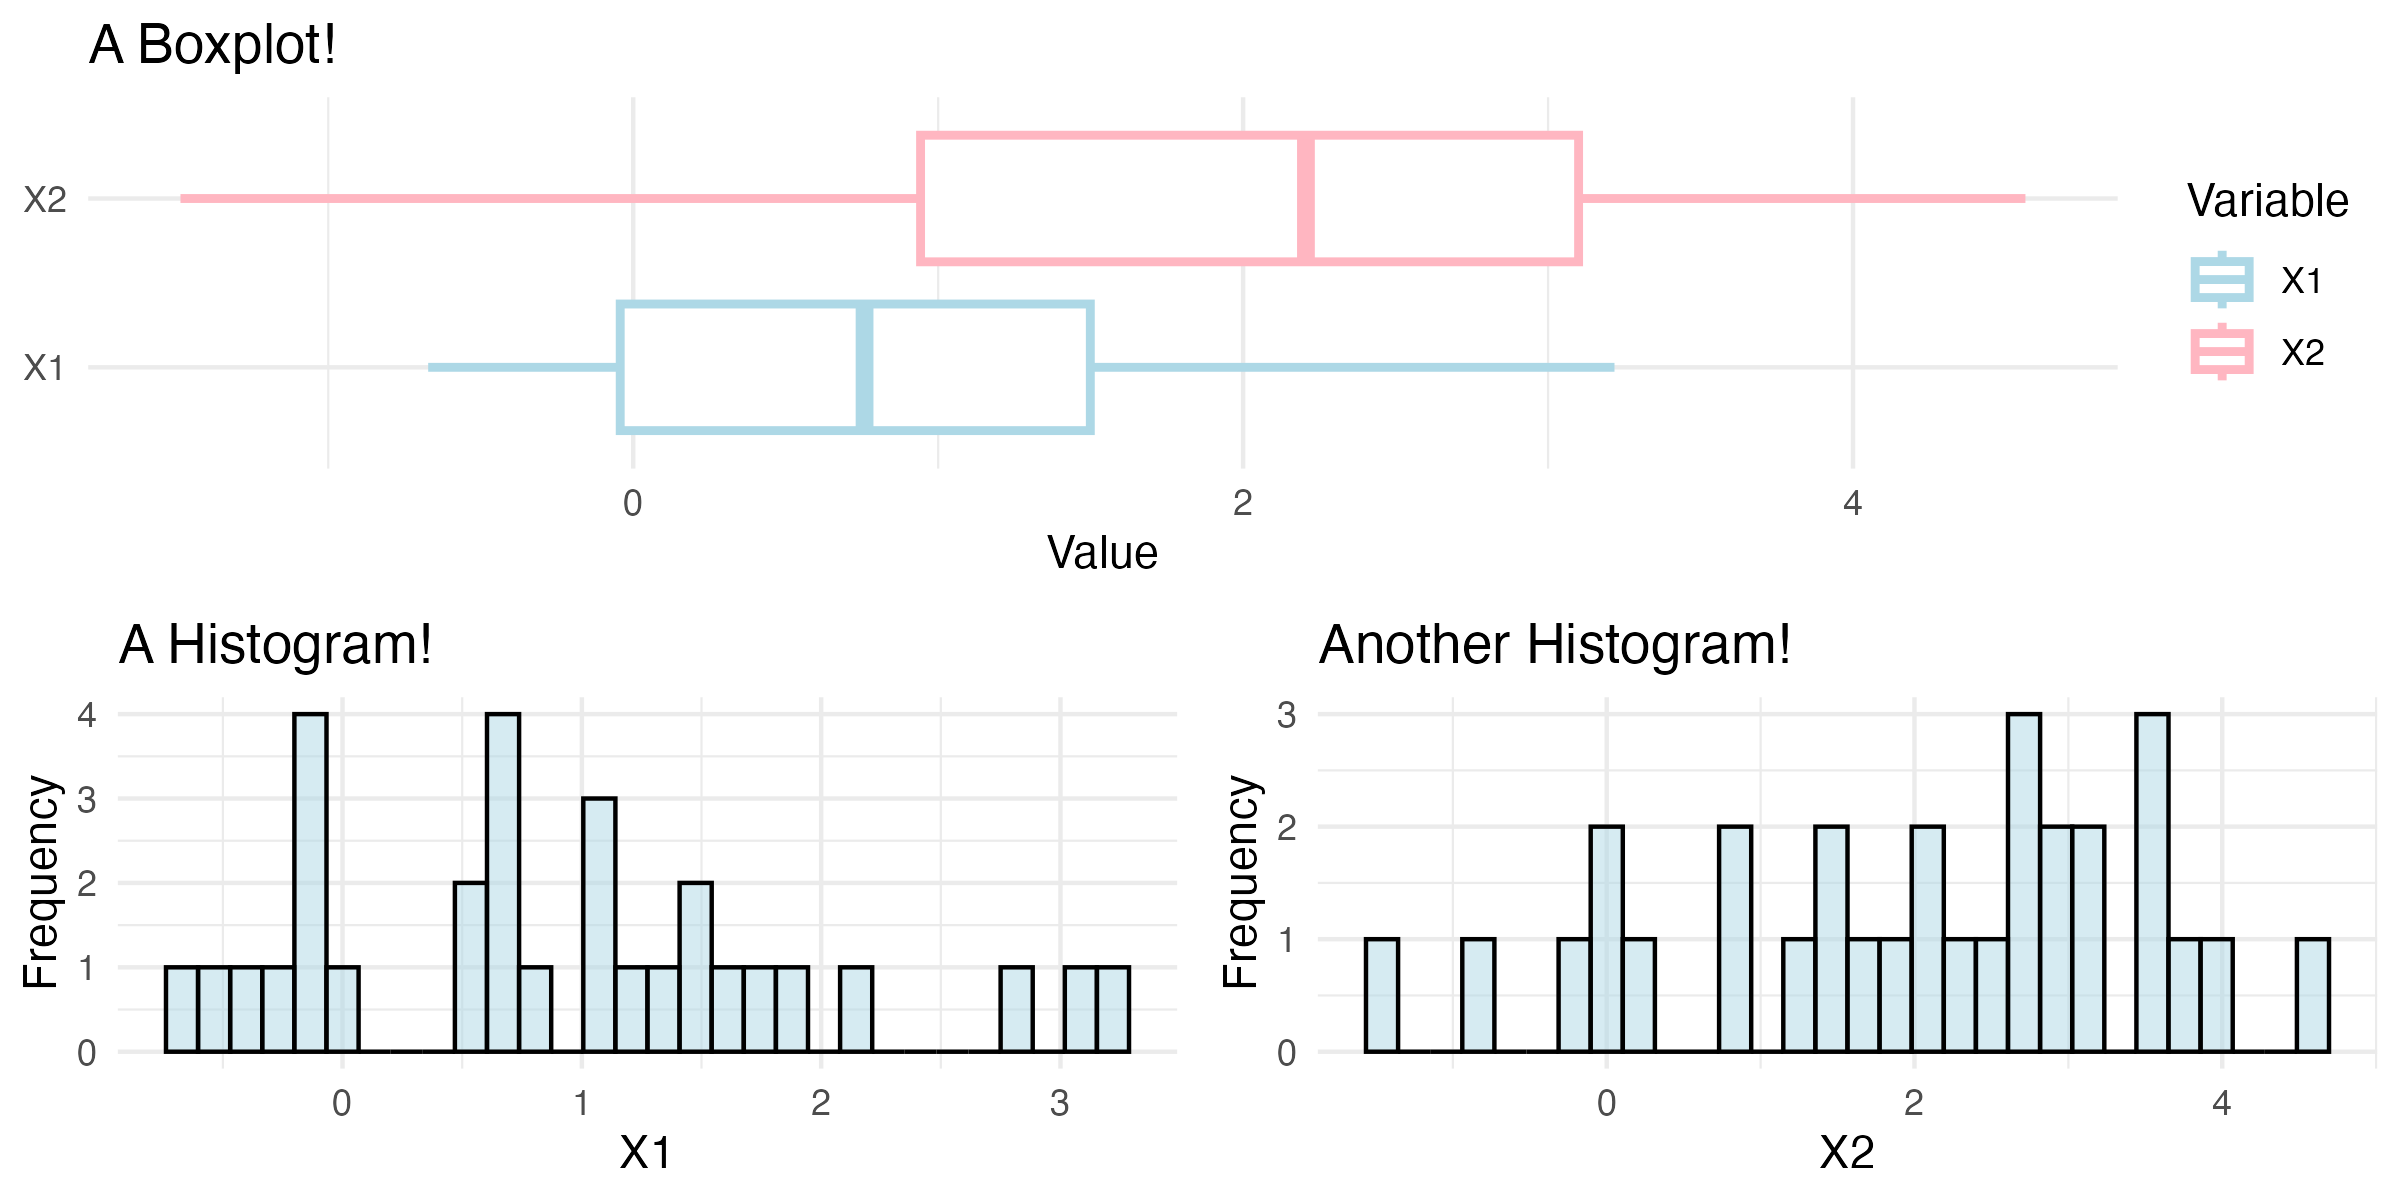 A Boxplot!
X2
X1
0 2 4
Value
Variable
X1
X2
A Histogram!
Frequency
4
3
2
1
0
0 1 2 3
X1
Another Histogram!
Frequency
3
2
1
0
0 2 4
X2